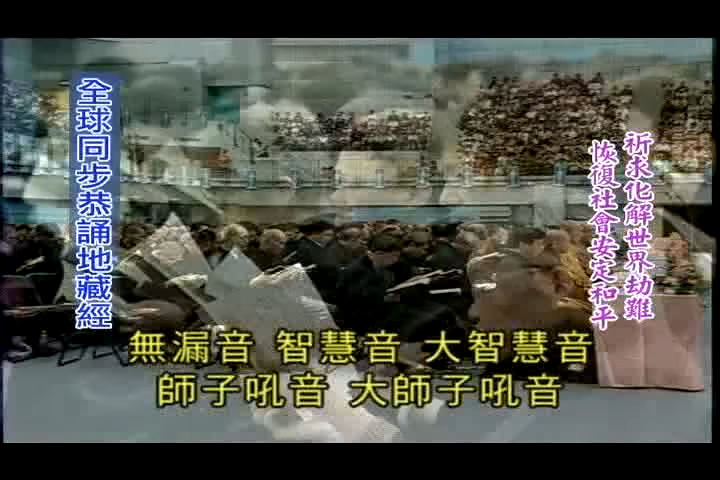 全球同步恭誦地藏經
祈求化解世界劫難
恢復社會安定和平
無漏音 智慧音 大智慧音
師子吼音 大師子吼音